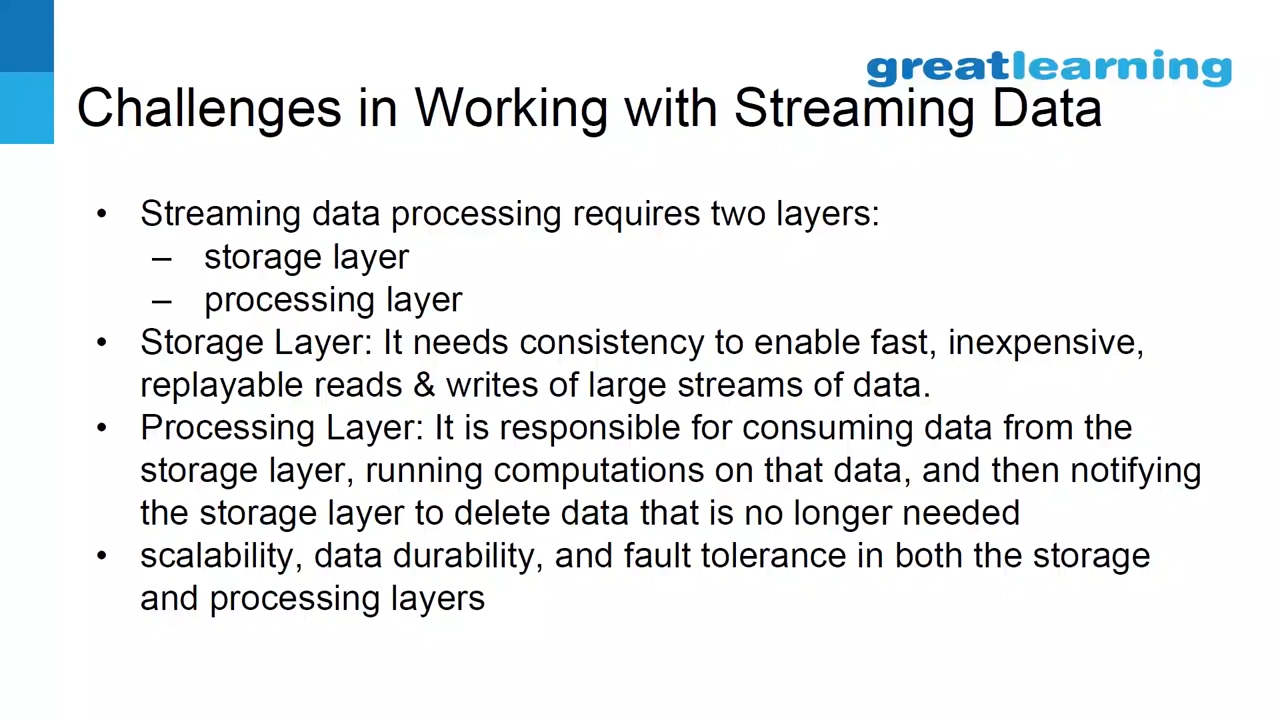 greatlearning
Challenges in Working with Streaming Data
• Streaming data processing requires two layers:
– storage layer
– processing layer
• Storage Layer: It needs consistency to enable fast, inexpensive,
replayable reads & writes of large streams of data.
• Processing Layer: It is responsible for consuming data from the
storage layer, running computations on that data, and then notifying
the storage layer to delete data that is no longer needed
• scalability, data durability, and fault tolerance in both the storage
and processing layers